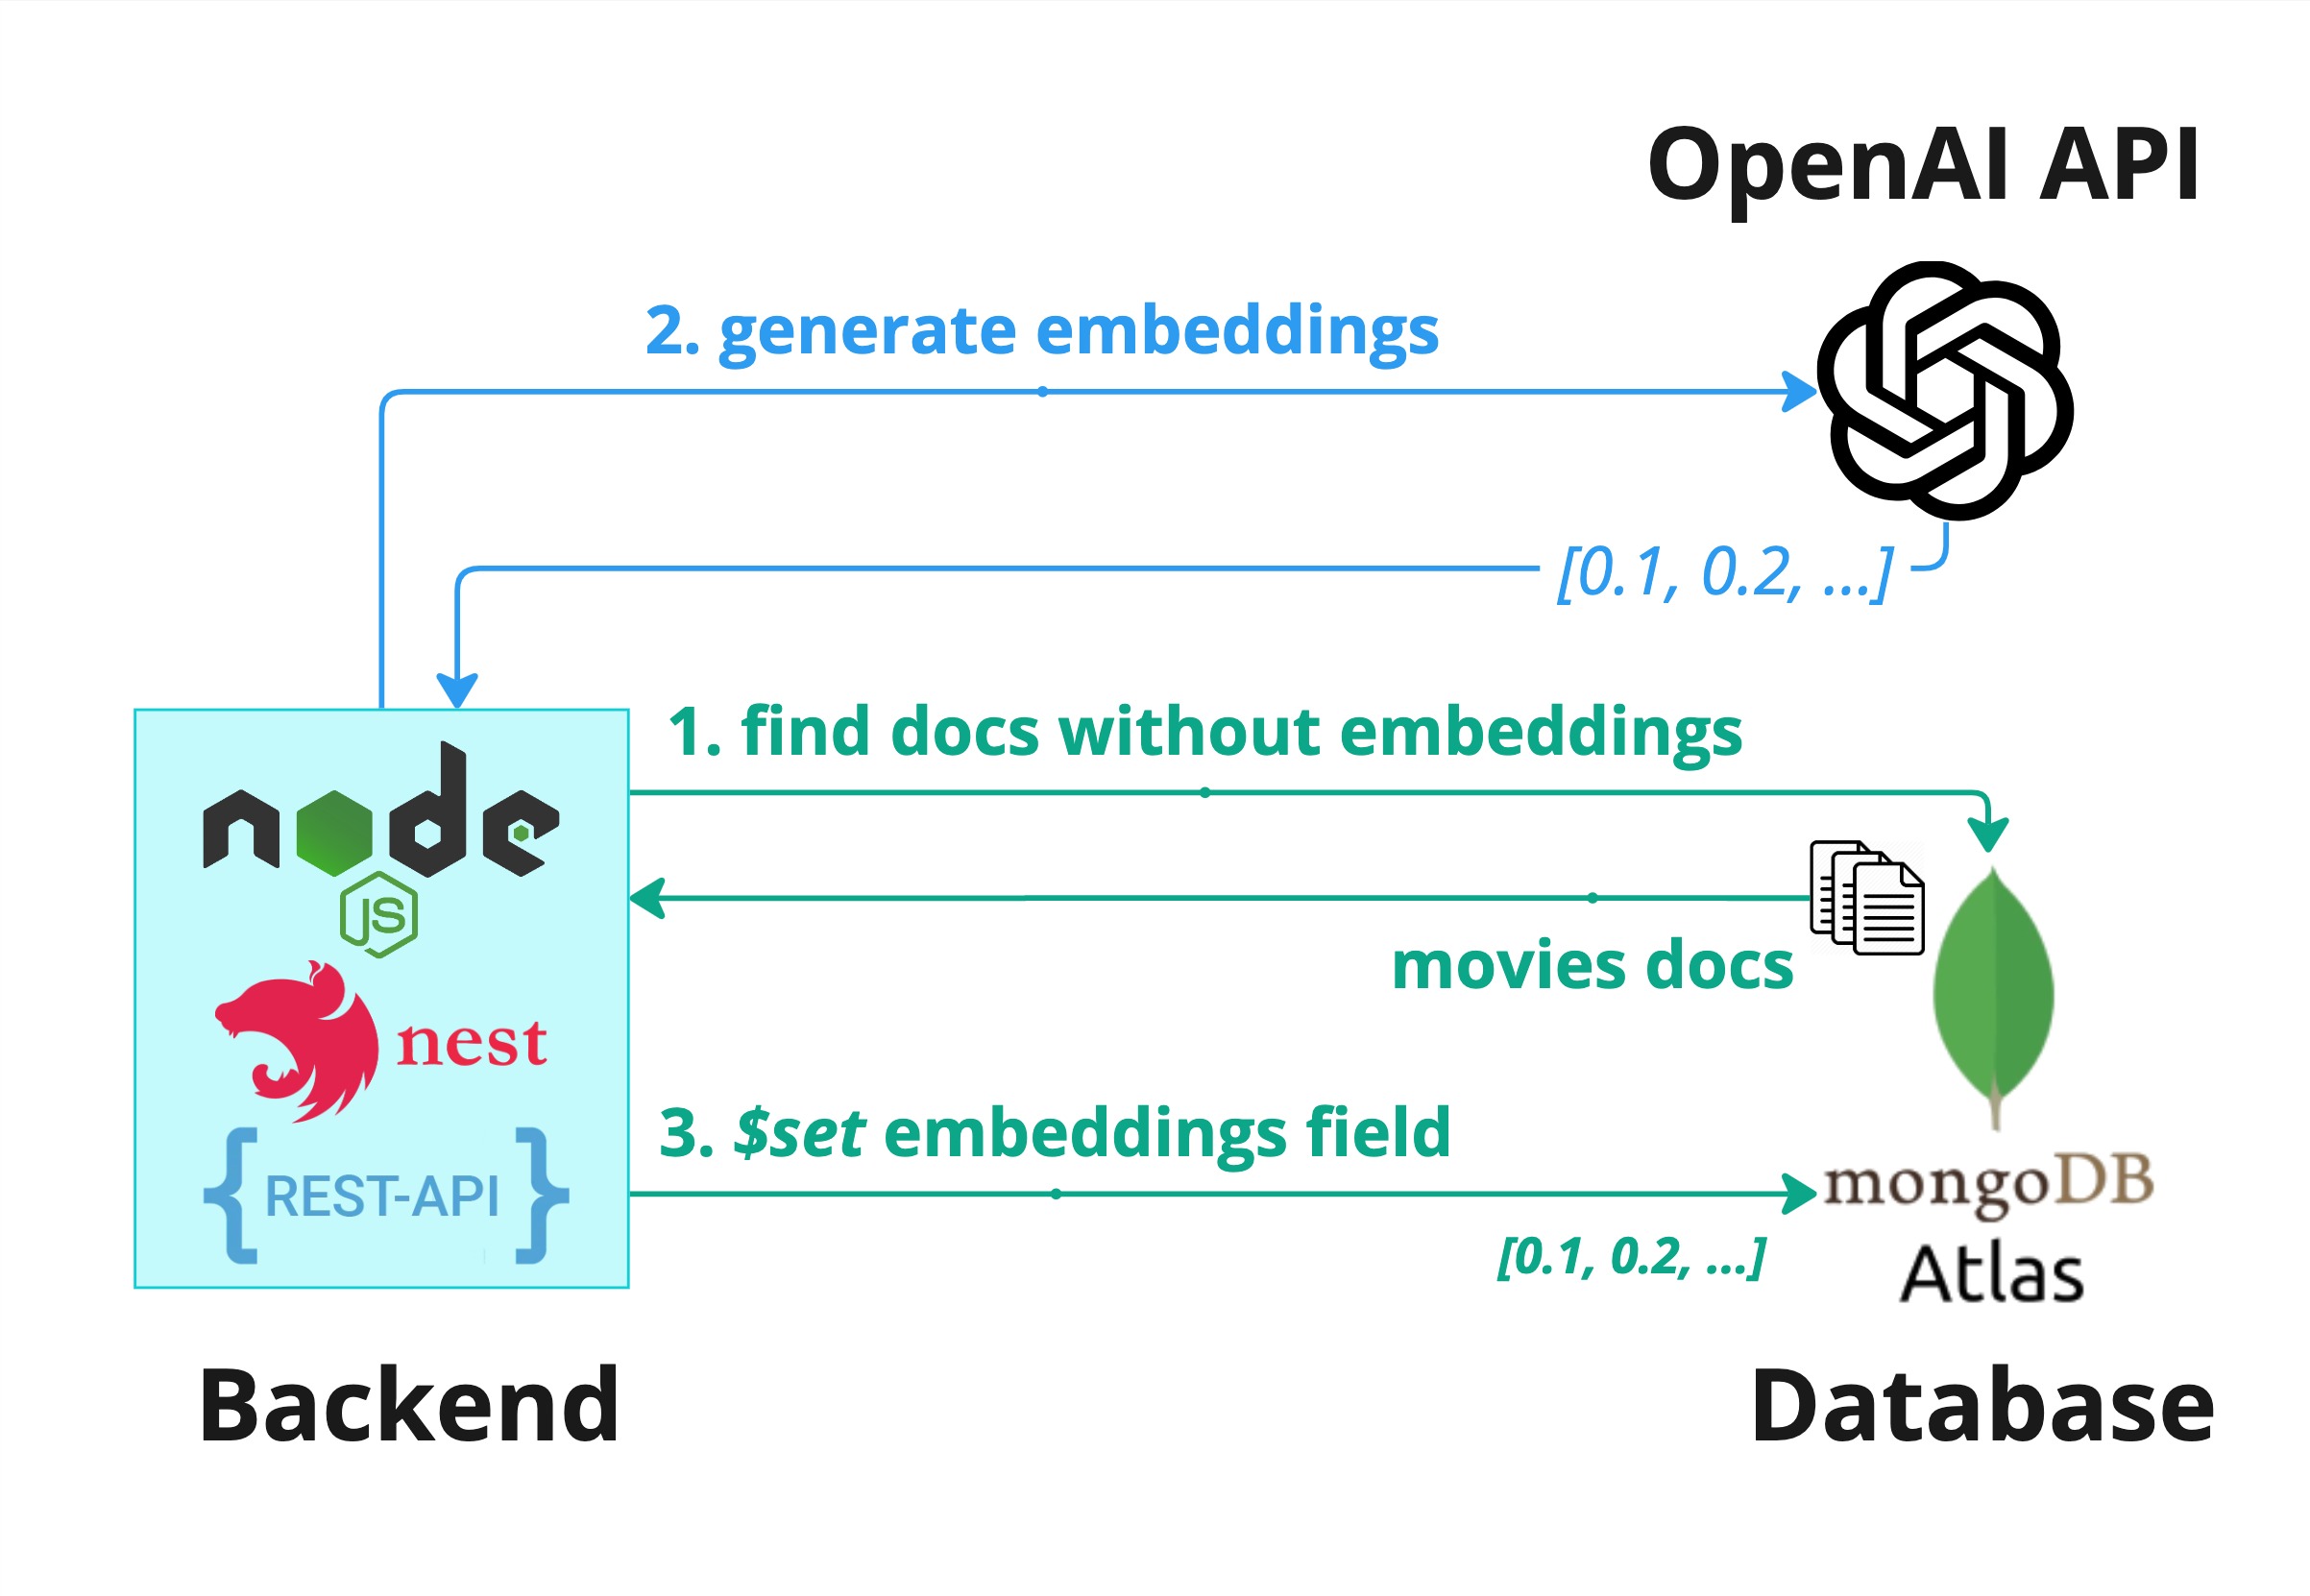 OpenAI API
2. generate embeddings
[0.1, 0.2, ...]
1. find docs without embeddings
node
JS
movies docs
nest
3. $set embeddings field
{REST-API}
mongoDB
[0.1, 0.2, ...]
Atlas
Backend
Database